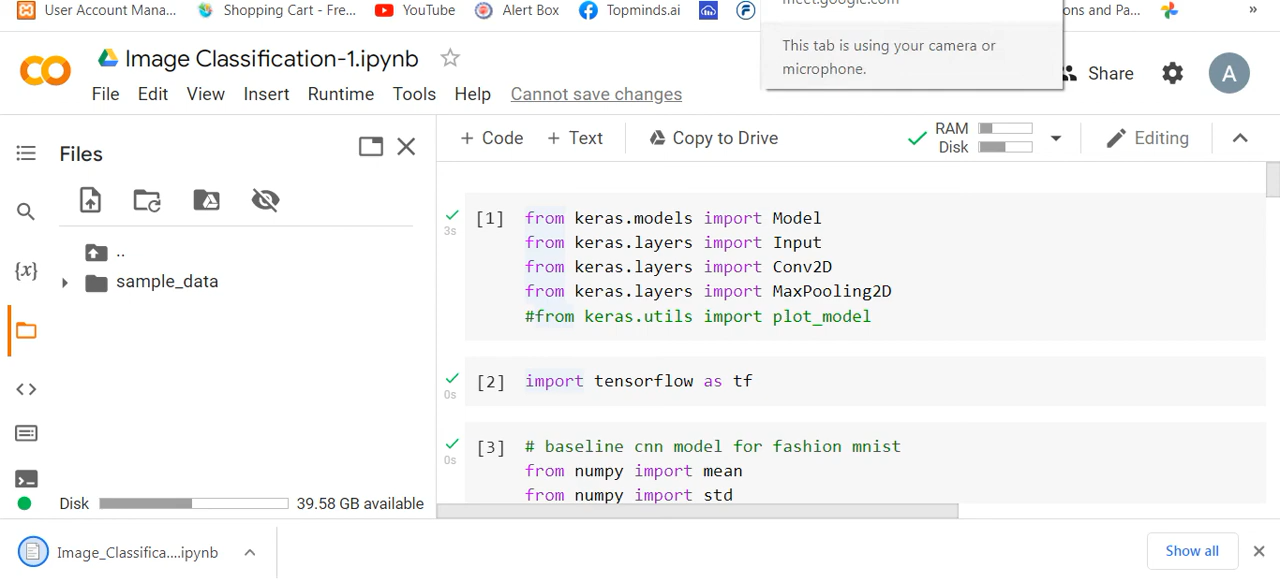 User Account Mana...
Shopping Cart - Fre...
YouTube
Alert Box
Topminds.ai
meet.google.com
ons and Pa...
»
This tab is using your camera or
microphone.
Image Classification-1.ipynb
File Edit View Insert Runtime Tools Help Cannot save changes
Share
A
Files
+ Code + Text
Copy to Drive
RAM
Disk
Editing
..
sample_data
{x}
<>
Disk
39.58 GB available
3s
[1] from keras.models import Model
from keras.layers import Input
from keras.layers import Conv2D
from keras.layers import MaxPooling2D
#from keras.utils import plot_model
0s
[2] import tensorflow as tf
0s
[3] # baseline cnn model for fashion mnist
from numpy import mean
from numpy import std
Image_Classifica....ipynb
Show all